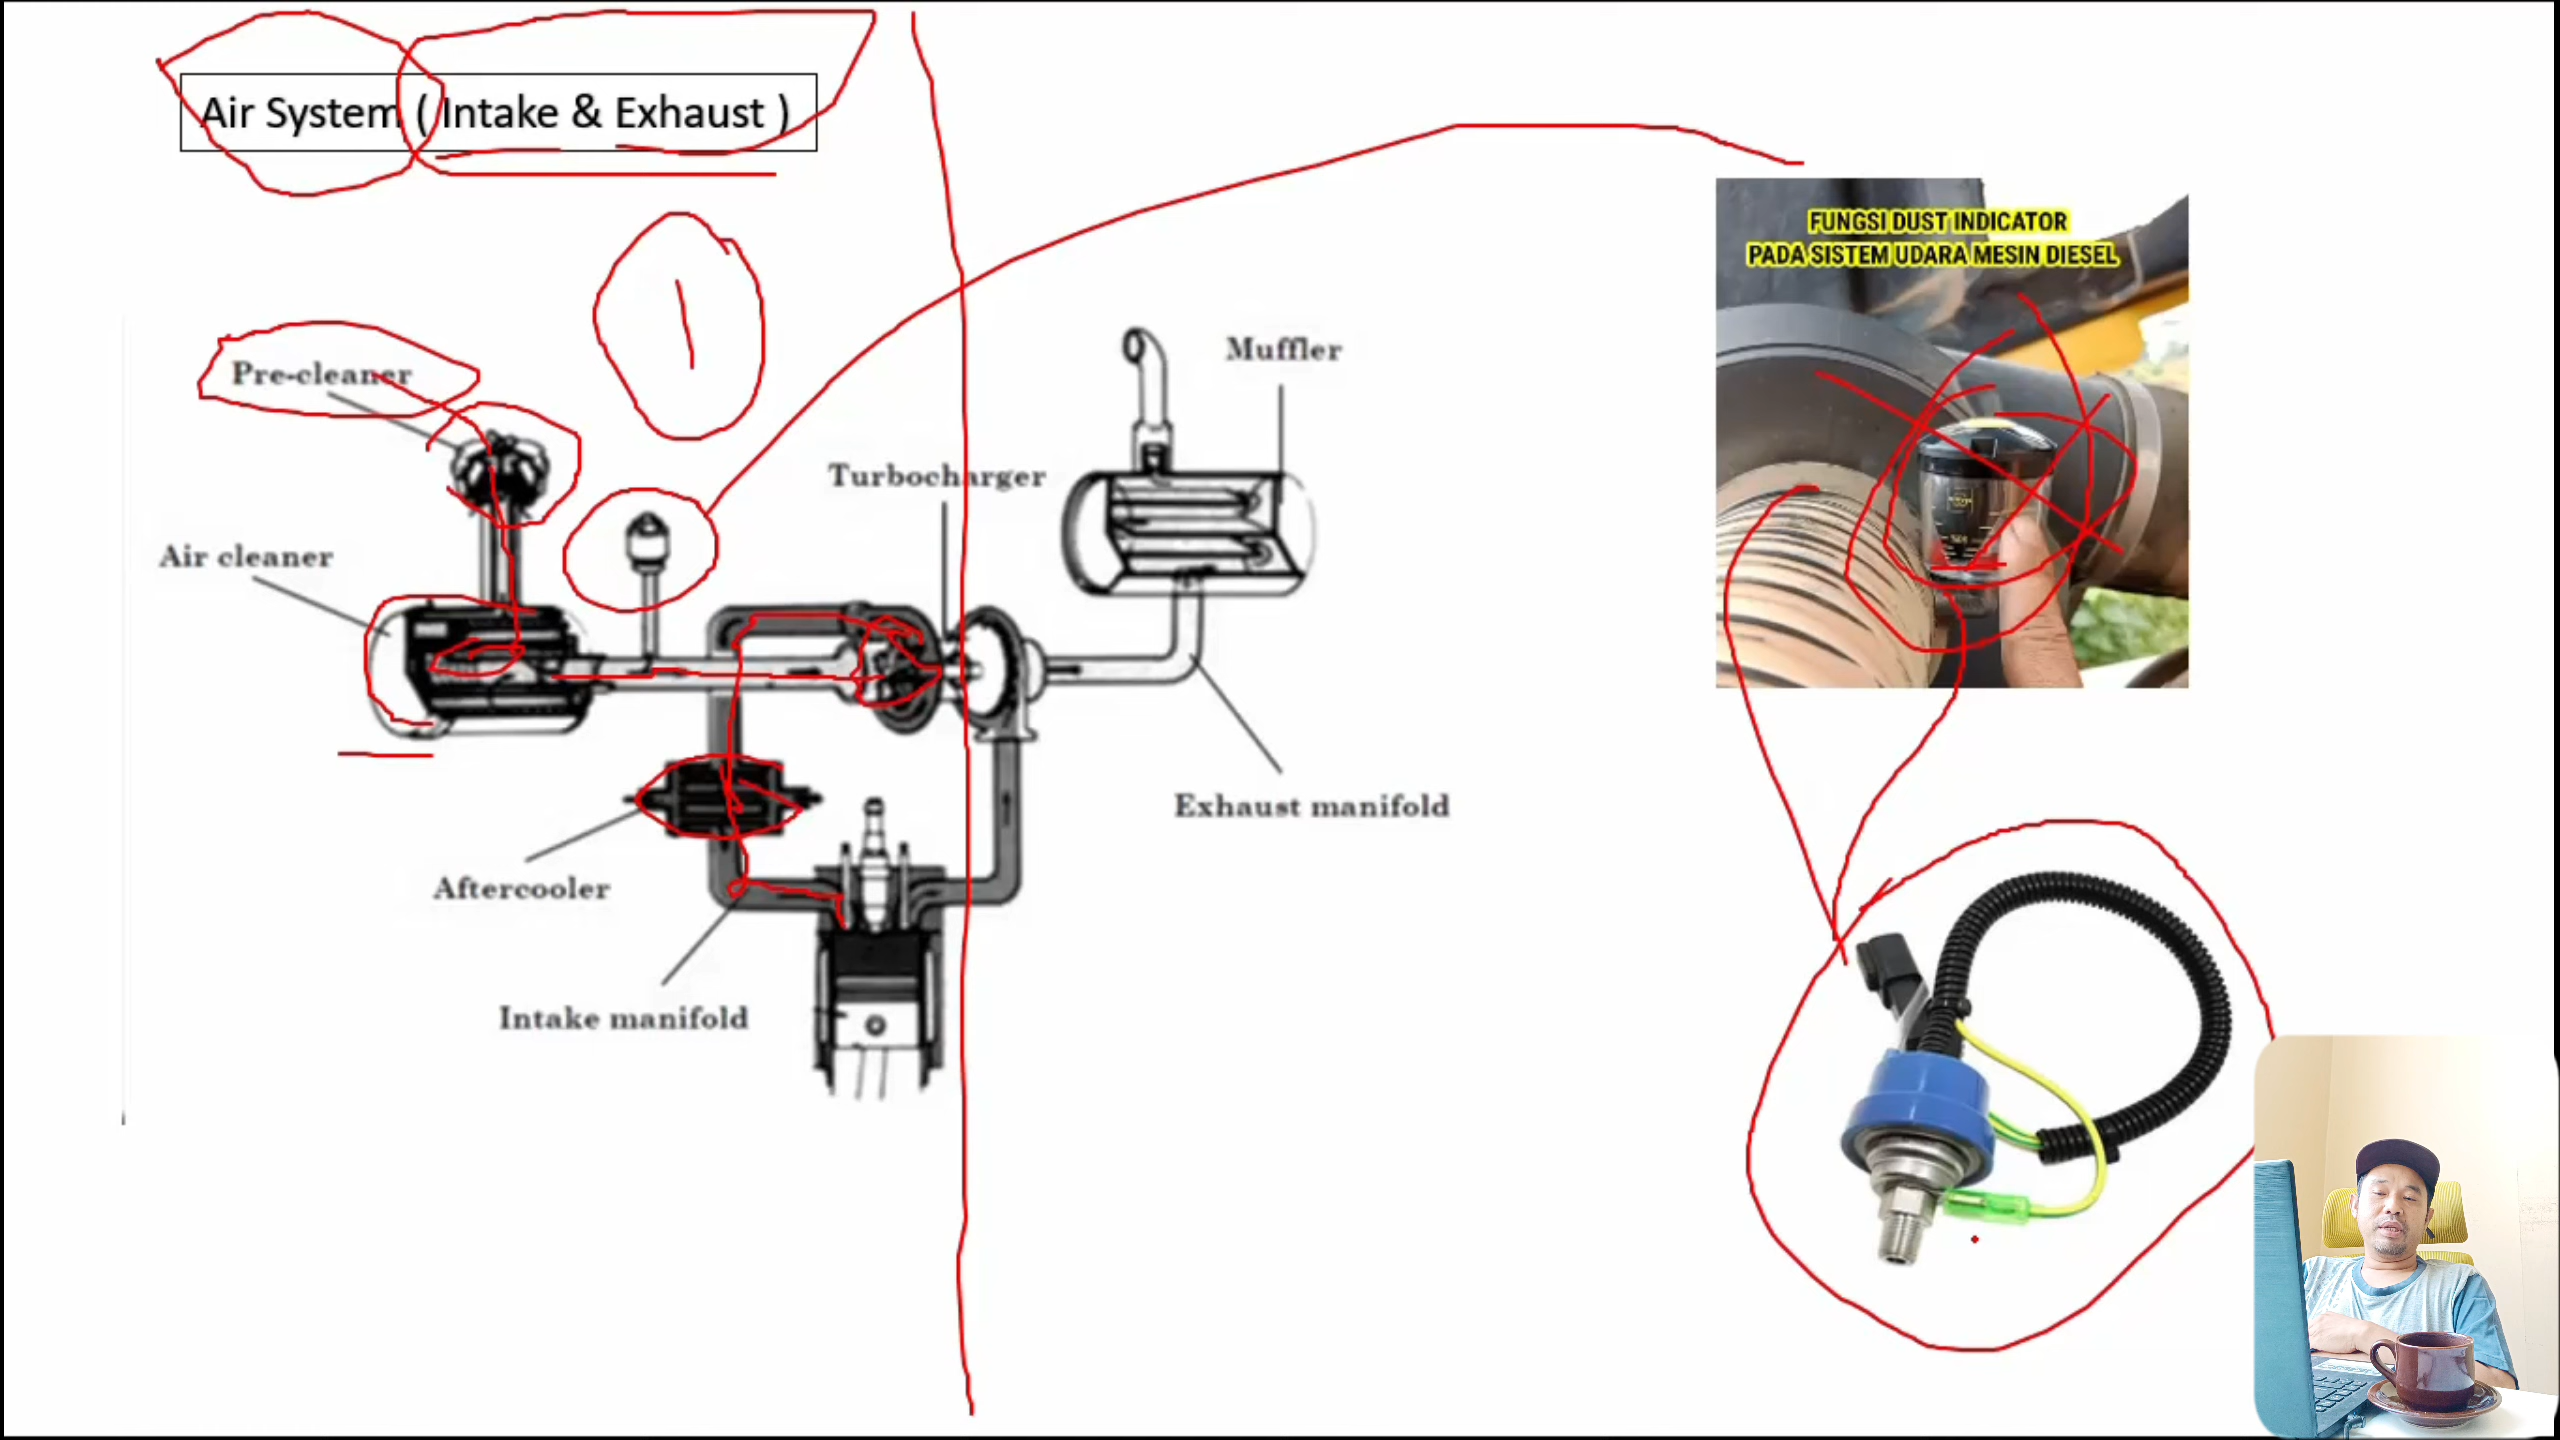 Air System ( Intake & Exhaust )
FUNGSI DUST INDICATOR
PADA SISTEM UDARA MESIN DIESEL
Pre-cleaner
Muffler
Turbocharger
Air cleaner
Exhaust manifold
Aftercooler
Intake manifold